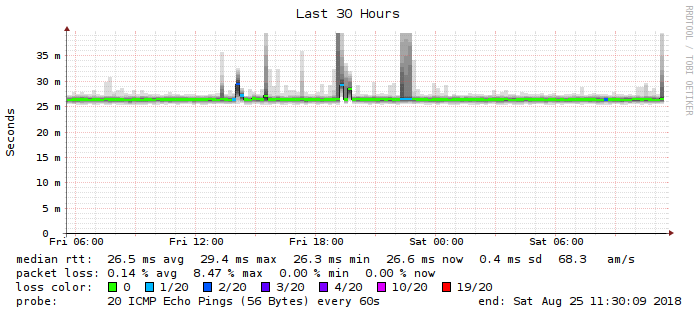 Last 30 Hours
RRDTOOL / TOBI OETIKER
Seconds
35 m
30 m
25 m
20 m
15 m
10 m
5 m
0
Fri 06:00 Fri 12:00 Fri 18:00 Sat 00:00 Sat 06:00
median rtt: 26.5 ms avg 29.4 ms max 26.3 ms min 26.6 ms now 0.4 ms sd 68.3 am/s
packet loss: 0.14 % avg 8.47 % max 0.00 % min 0.00 % now
loss color: 0 1/20 2/20 3/20 4/20 10/20 19/20
probe: 20 ICMP Echo Pings (56 Bytes) every 60s end: Sat Aug 25 11:30:09 2018